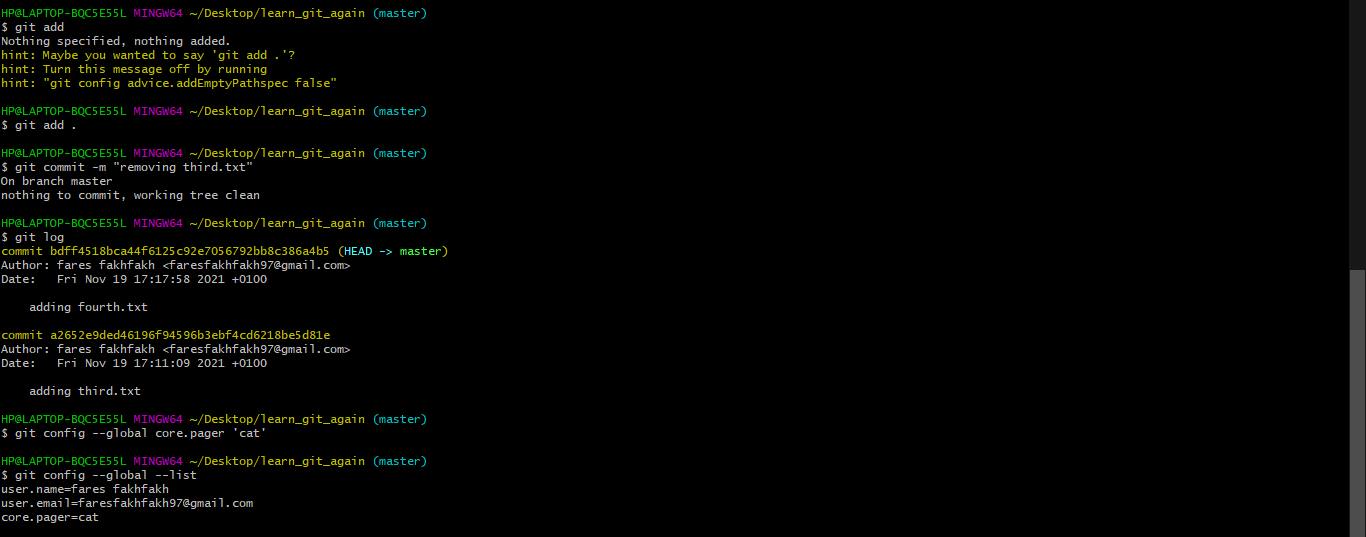 HP@LAPTOP-BQC5E55L MINGW64 ~/Desktop/learn_git_again (master)
$ git add
Nothing specified, nothing added.
hint: Maybe you wanted to say 'git add .'?
hint: Turn this message off by running
hint: "git config advice.addEmptyPathspec false"
HP@LAPTOP-BQC5E55L MINGW64 ~/Desktop/learn_git_again (master)
$ git add .
HP@LAPTOP-BQC5E55L MINGW64 ~/Desktop/learn_git_again (master)
$ git commit -m "removing third.txt"
On branch master
nothing to commit, working tree clean
HP@LAPTOP-BQC5E55L MINGW64 ~/Desktop/learn_git_again (master)
$ git log
commit bdff4518bca44f6125c92e7056792bb8c386a4b5 (HEAD -> master)
Author: fares fakhfakh <faresfakhfakh97@gmail.com>
Date:   Fri Nov 19 17:17:58 2021 +0100
    adding fourth.txt
commit a2652e9ded46196f94596b3ebf4cd6218be5d81e
Author: fares fakhfakh <faresfakhfakh97@gmail.com>
Date:   Fri Nov 19 17:11:09 2021 +0100
    adding third.txt
HP@LAPTOP-BQC5E55L MINGW64 ~/Desktop/learn_git_again (master)
$ git config --global core.pager 'cat'
HP@LAPTOP-BQC5E55L MINGW64 ~/Desktop/learn_git_again (master)
$ git config --global --list
user.name=fares fakhfakh
user.email=faresfakhfakh97@gmail.com
core.pager=cat